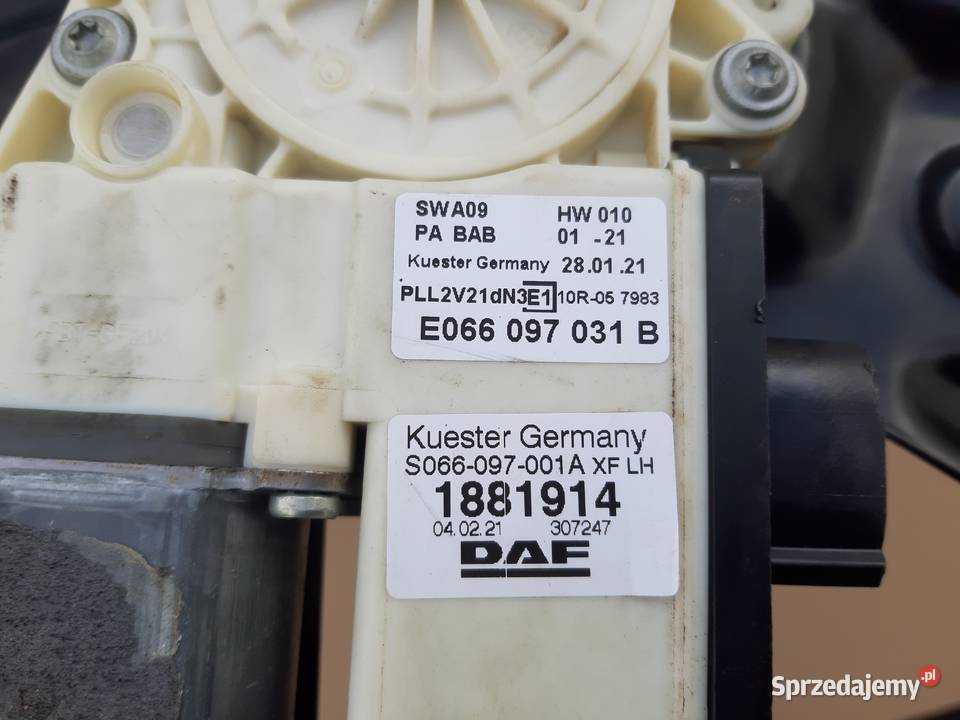 SWA09 HW 010
PA BAB 01 -21
Kuester Germany 28.01.21
PLL2V21dN3 E1 10R-05 7983
E066 097 031 B
Kuester Germany
S066-097-001A XF LH
1881914
04.02.21 307247
DAF
Sprzedajemy.pl